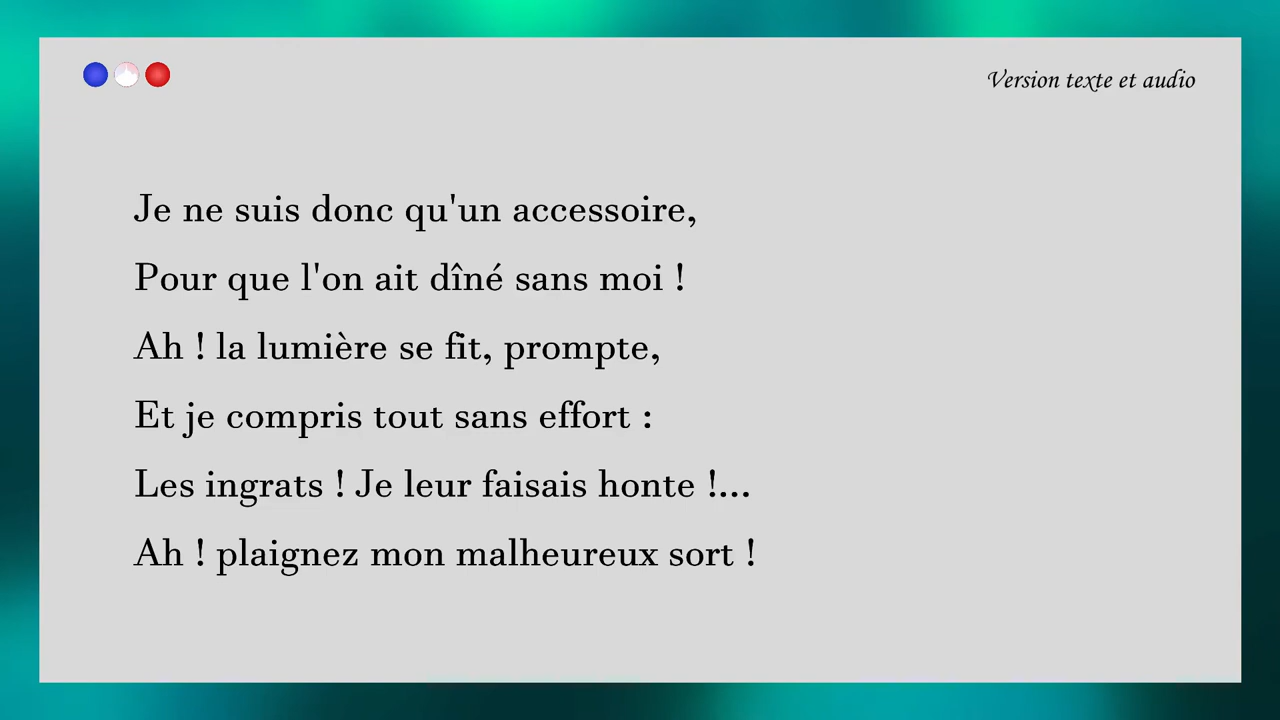 Version texte et audio
Je ne suis donc qu'un accessoire,
Pour que l'on ait dîné sans moi !
Ah ! la lumière se fit, prompte,
Et je compris tout sans effort :
Les ingrats ! Je leur faisais honte !...
Ah ! plaignez mon malheureux sort !